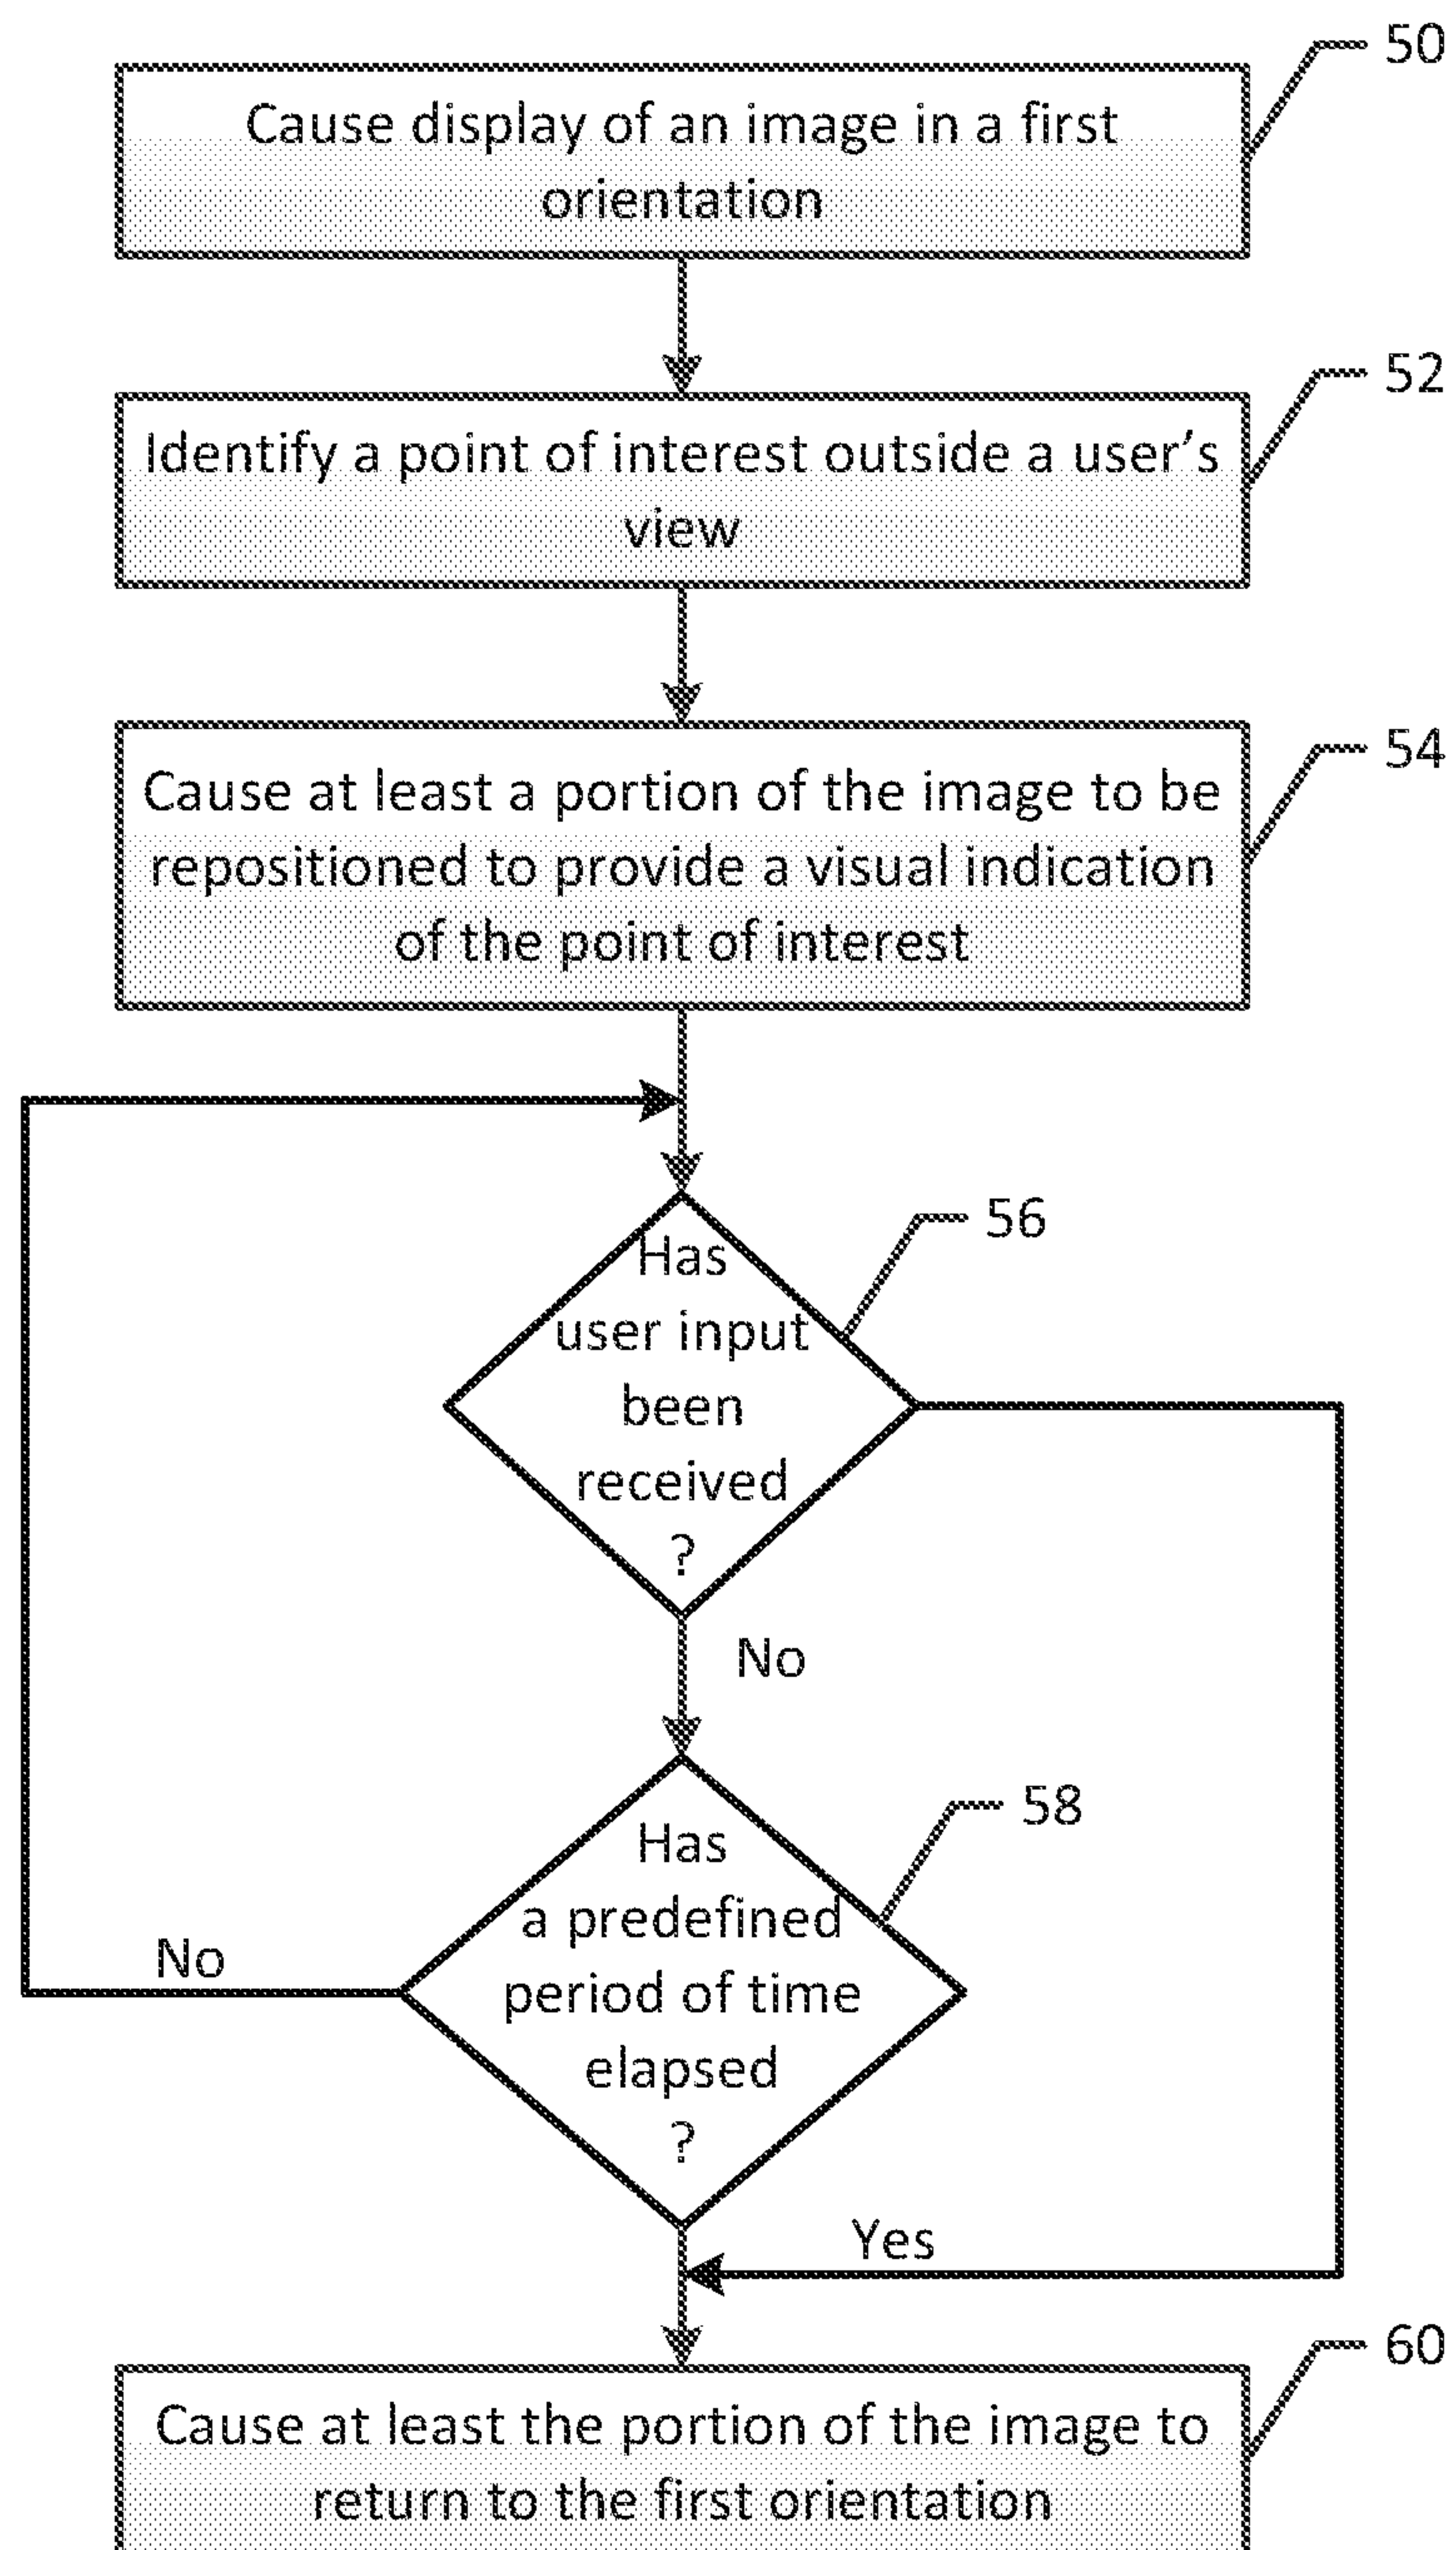 50
Cause display of an image in a first
orientation
52
Identify a point of interest outside a user's
view
54
Cause at least a portion of the image to be
repositioned to provide a visual indication
of the point of interest
56
Has
user input
been
received
?
No
58
Has
a predefined
period of time
elapsed
?
No
Yes
60
Cause at least the portion of the image to
return to the first orientation